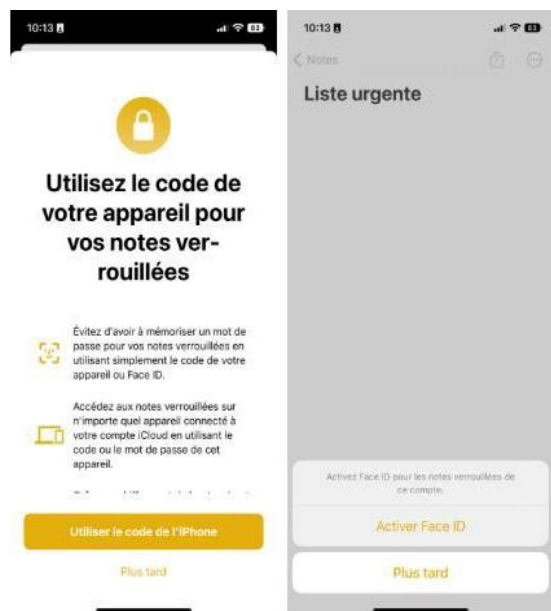 10:13
83
Utilisez le code de
votre appareil pour
vos notes ver-
rouillées
Évitez d'avoir à mémoriser un mot de
passe pour vos notes verrouillées en
utilisant simplement le code de votre
appareil ou Face ID.
Accédez aux notes verrouillées sur
n'importe quel appareil connecté à
votre compte iCloud en utilisant le
code ou le mot de passe de cet
appareil.
Utiliser le code de l'iPhone
Plus tard
10:13
83
Notes
Liste urgente
Activez Face ID pour les notes verrouillées de
ce compte.
Activer Face ID
Plus tard